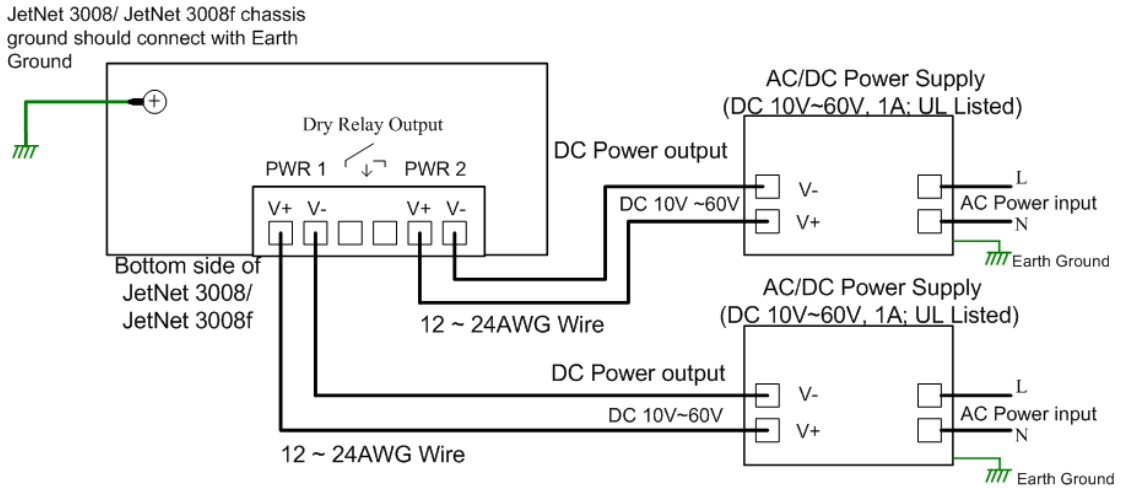 JetNet 3008/ JetNet 3008f chassis
ground should connect with Earth
Ground
Dry Relay Output
PWR 1
PWR 2
V+
V-
V+
V-
Bottom side of
JetNet 3008/
JetNet 3008f
12 ~ 24AWG Wire
12 ~ 24AWG Wire
AC/DC Power Supply
(DC 10V~60V, 1A; UL Listed)
DC Power output
DC 10V ~60V
V-
V+
L
AC Power input
N
Earth Ground
AC/DC Power Supply
(DC 10V~60V, 1A; UL Listed)
DC Power output
DC 10V~60V
V-
V+
L
AC Power input
N
Earth Ground